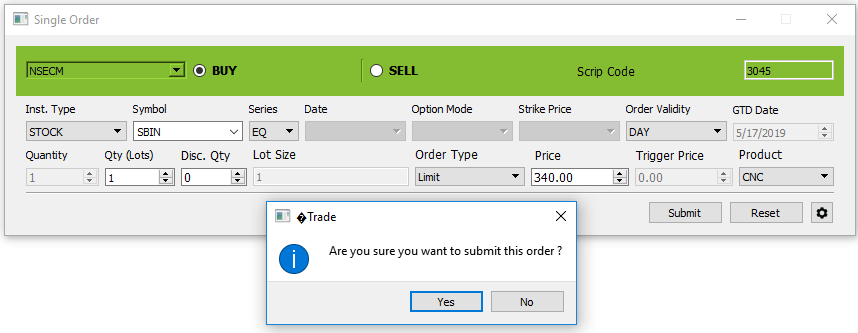 Single Order
NSECM BUY SELL Scrip Code 3045
Inst. Type Symbol Series Date Option Mode Strike Price Order Validity GTD Date
STOCK SBIN EQ DAY 5/17/2019
Quantity Qty (Lots) Disc. Qty Lot Size Order Type Price Trigger Price Product
1 1 0 1 Limit 340.00 0.00 CNC
Submit Reset
�Trade
Are you sure you want to submit this order ?
Yes No